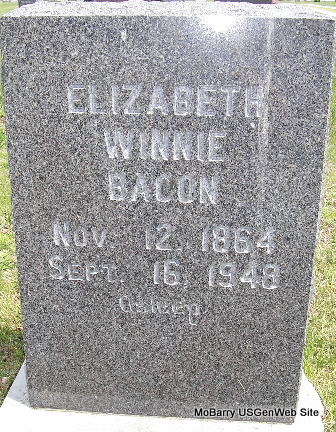 ELIZABETH
WINNIE
BACON
NOV. 12, 1864
SEPT. 16, 1948
Asleep
MoBarry USGenWeb Site